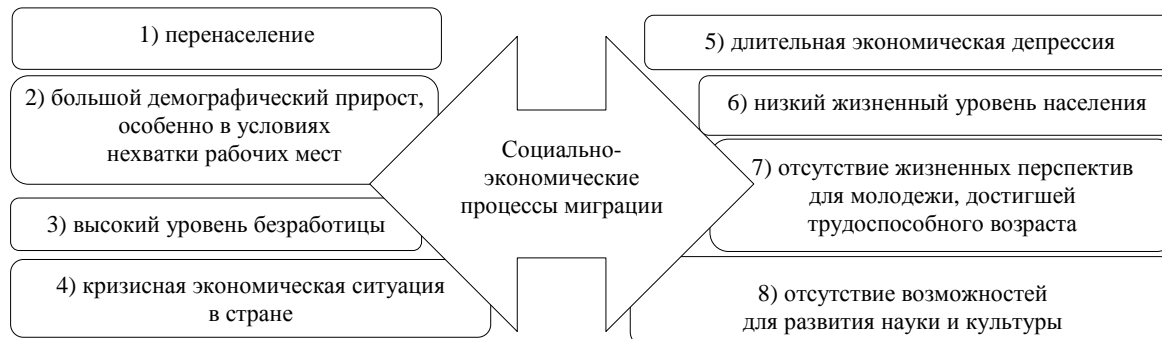 1) перенаселение
2) большой демографический прирост,
особенно в условиях
нехватки рабочих мест
3) высокий уровень безработицы
4) кризисная экономическая ситуация
в стране
Социально-
экономические
процессы миграции
5) длительная экономическая депрессия
6) низкий жизненный уровень населения
7) отсутствие жизненных перспектив
для молодежи, достигшей
трудоспособного возраста
8) отсутствие возможностей
для развития науки и культуры